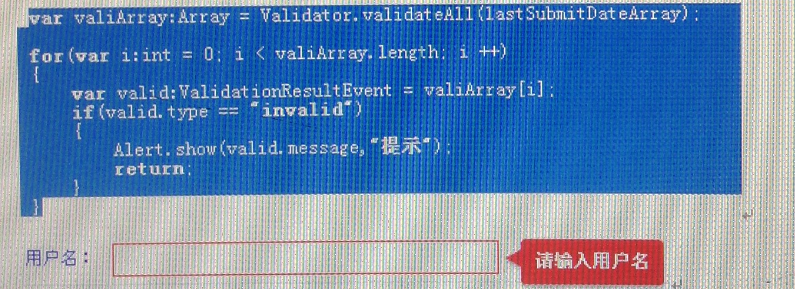 var valiArray:Array = Validator.validateAll(lastSubmitDateArray);
for(var i:int = 0; i < valiArray.length; i ++)
{
var valid:ValidationResultEvent = valiArray[i];
if(valid.type == "invalid")
{
Alert.show(valid.message,"提示");
return;
}
}
用户名： 请输入用户名